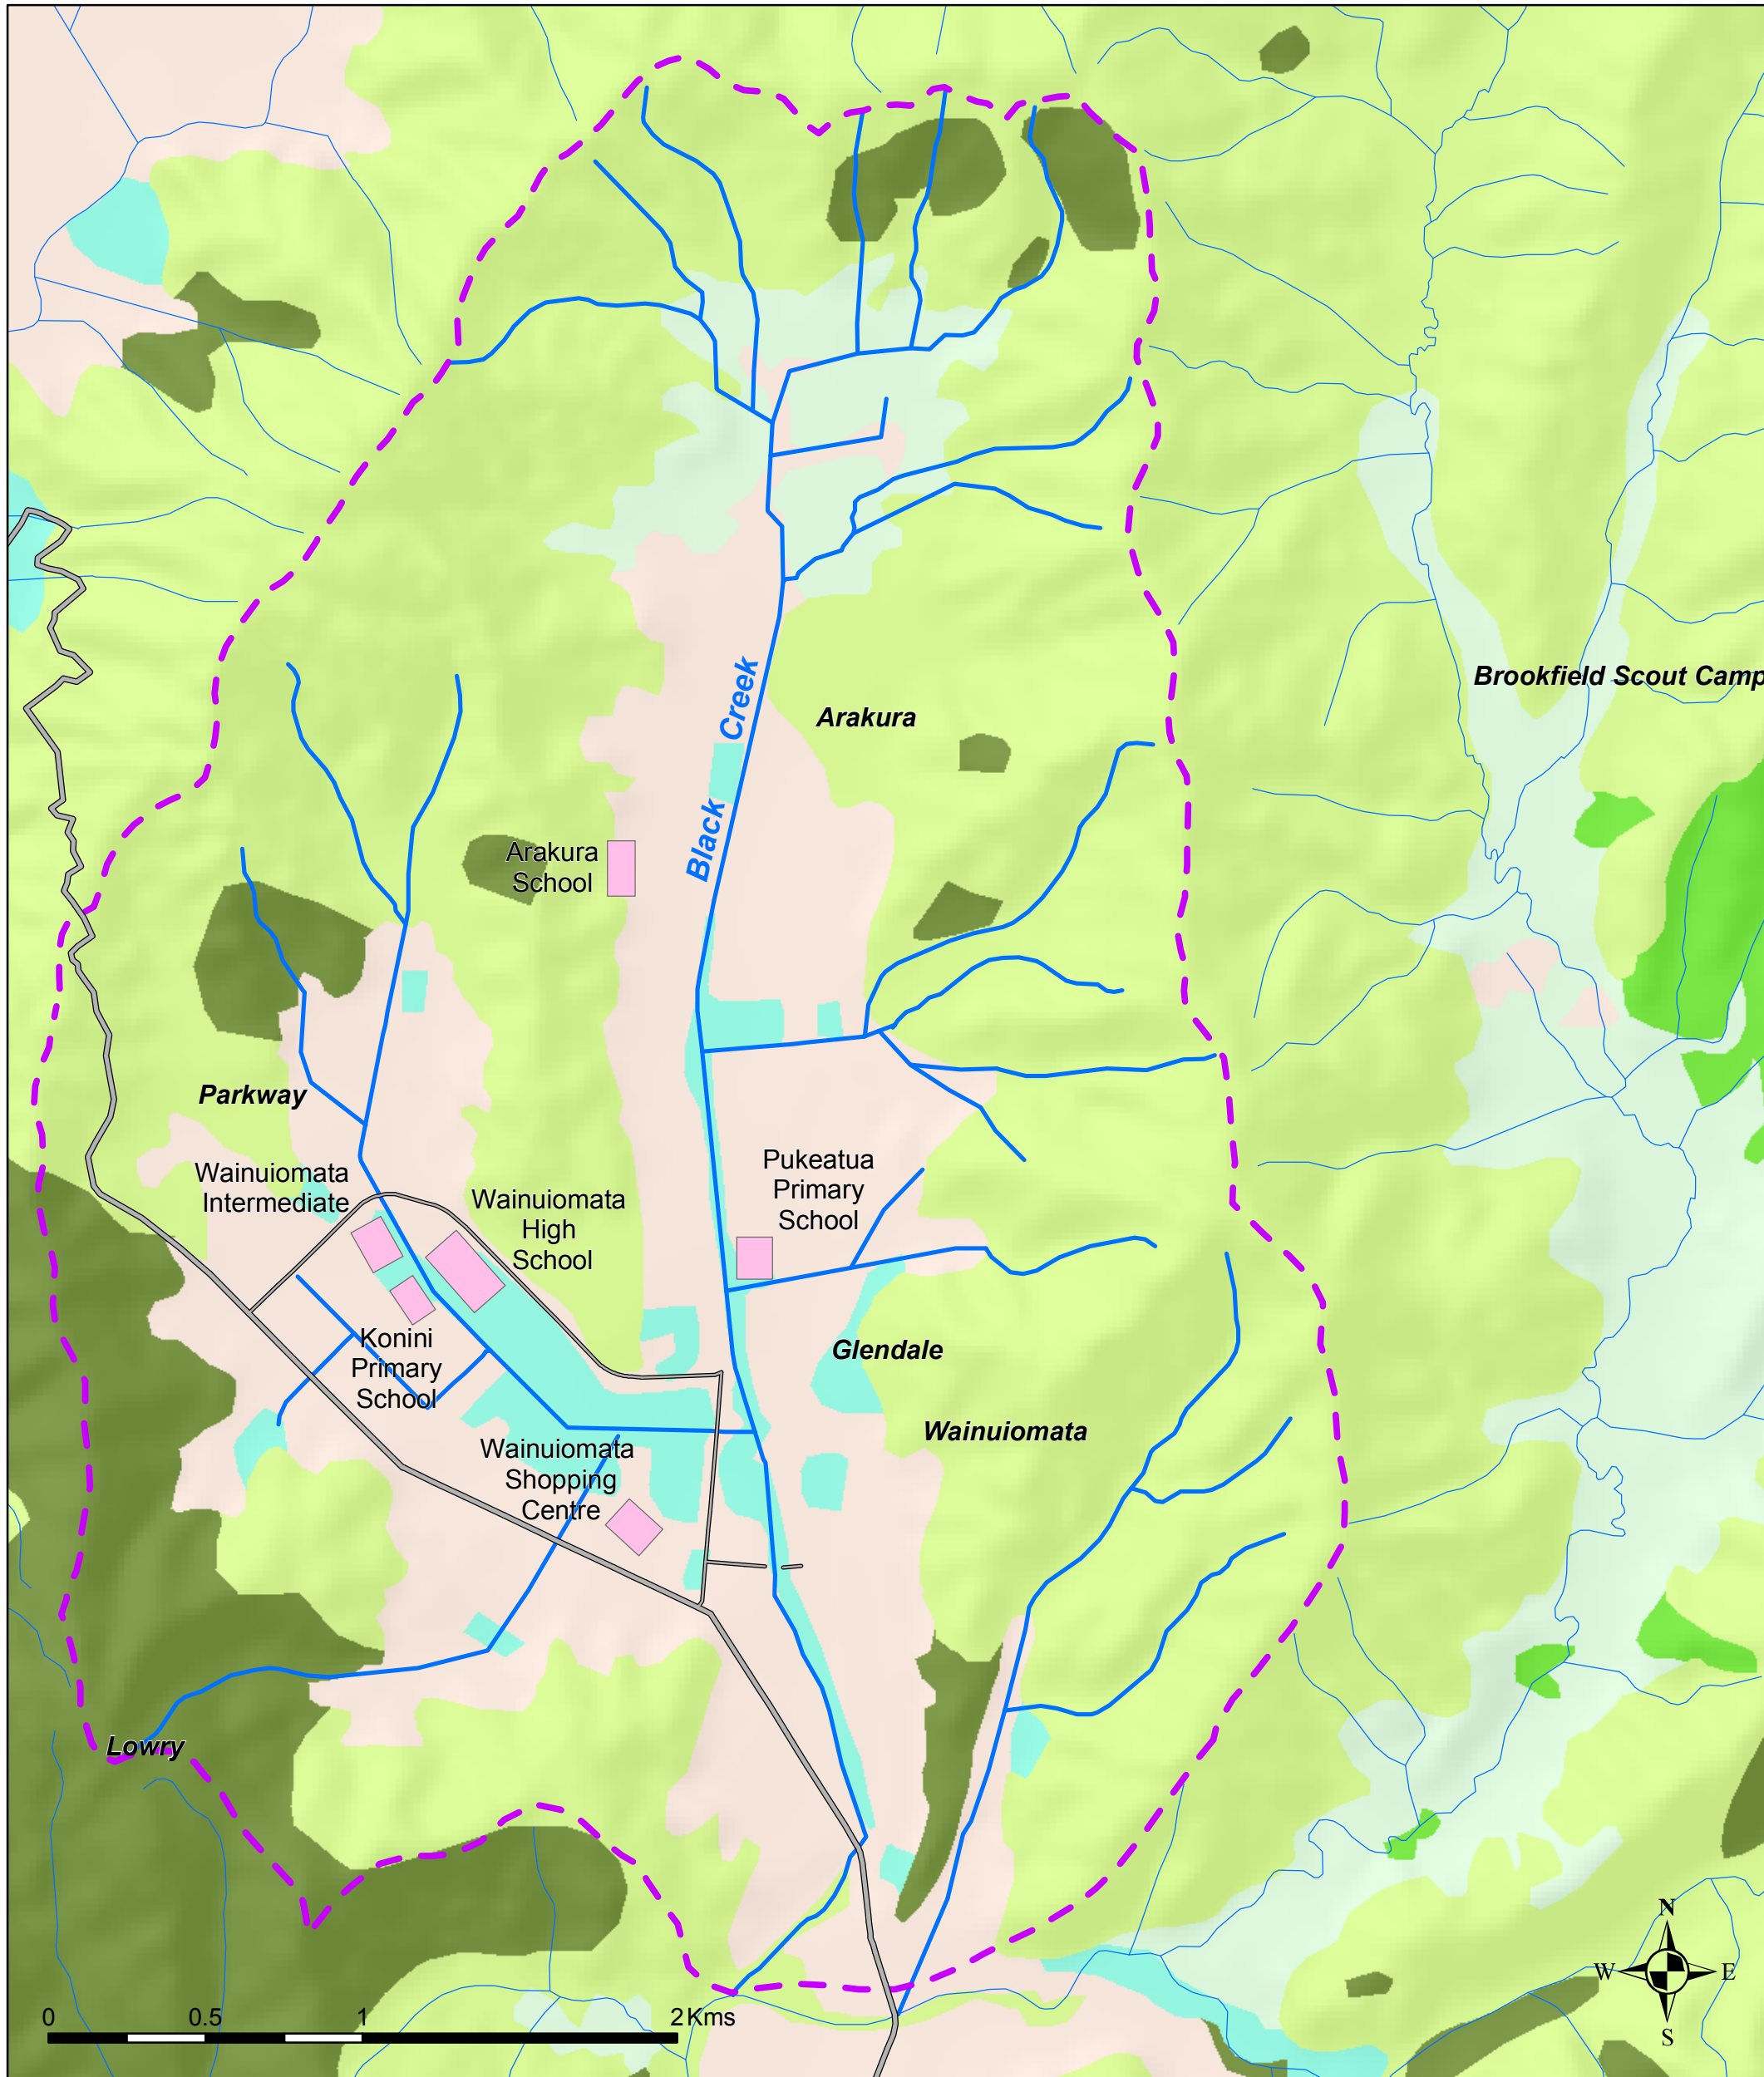 Brookfield Scout Camp
Black Creek
Arakura
Arakura
School
Parkway
Wainuiomata
Intermediate
Wainuiomata
High
School
Pukeatua
Primary
School
Konini
Primary
School
Glendale
Wainuiomata
Wainuiomata
Shopping
Centre
Lowry
N
W E
S
0 0.5 1 2 Kms